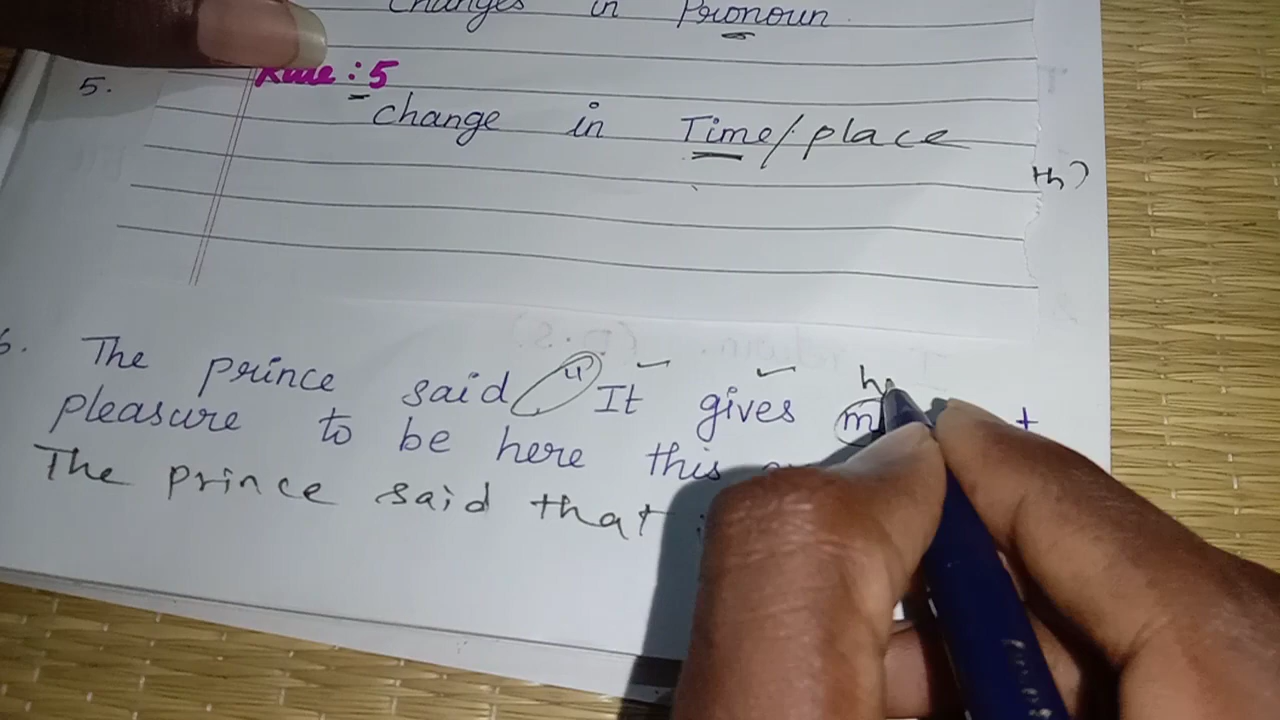 Changes in Pronoun
5. Rule : 5
Change in Time/place
th
6. The prince said " It gives
pleasure to be here this
The prince said that